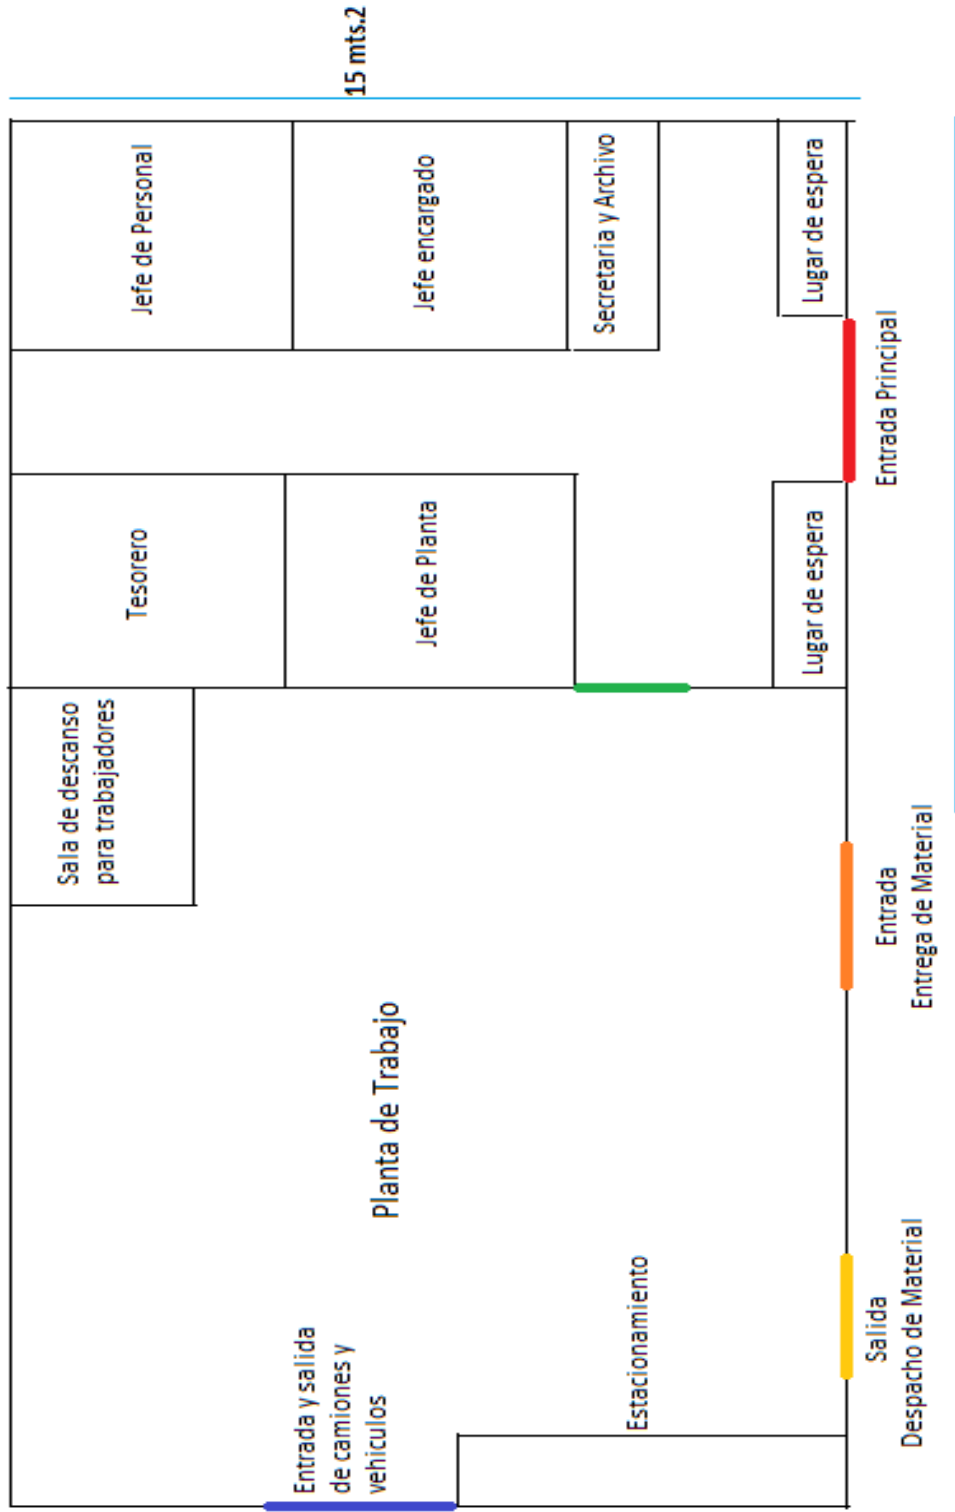 Sala de descanso
para trabajadores
Tesorero
Jefe de Personal
Entrada y salida
de camiones y
vehiculos
Planta de Trabajo
Jefe de Planta
Jefe encargado
15 mts.2
Estacionamiento
Secretaria y Archivo
Lugar de espera
Lugar de espera
Salida
Despacho de Material
Entrada
Entrega de Material
Entrada Principal